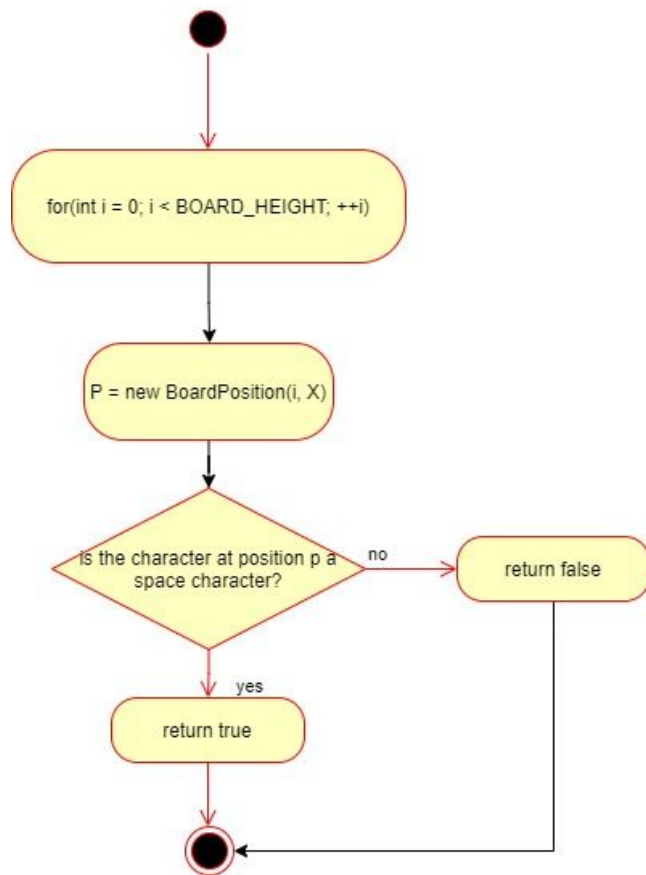 for(int i = 0; i < BOARD_HEIGHT; ++i)
P = new BoardPosition(i, X)
is the character at position p a
space character?
no
return false
yes
return true